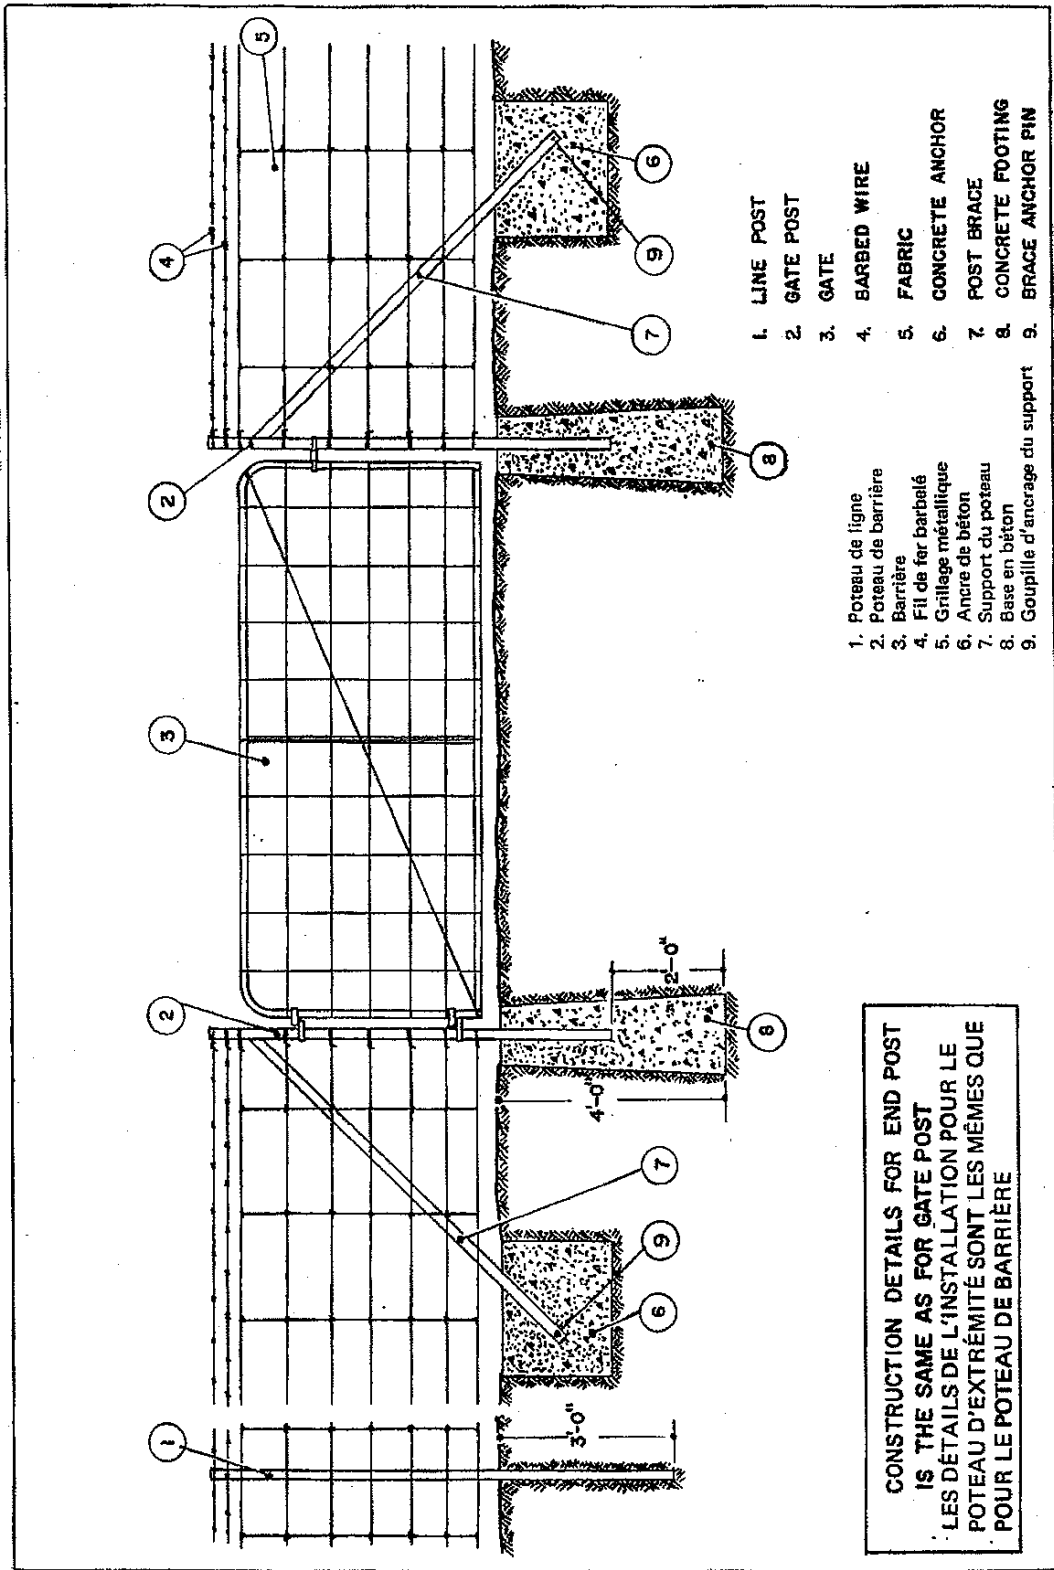 5
4
2
3
2
1
7
9
6
7
9
6
8
8
3'-0"
4'-0"
2'-0"
1. LINE POST
2. GATE POST
3. GATE
4. BARBED WIRE
5. FABRIC
6. CONCRETE ANCHOR
7. POST BRACE
8. CONCRETE FOOTING
9. BRACE ANCHOR PIN
1. Poteau de ligne
2. Poteau de barrière
3. Barrière
4. Fil de fer barbelé
5. Grillage métallique
6. Ancre de béton
7. Support du poteau
8. Base en béton
9. Goupille d'ancrage du support
CONSTRUCTION DETAILS FOR END POST
IS THE SAME AS FOR GATE POST
LES DÉTAILS DE L'INSTALLATION POUR LE
POTEAU D'EXTRÉMITÉ SONT LES MÊMES QUE
POUR LE POTEAU DE BARRIÈRE